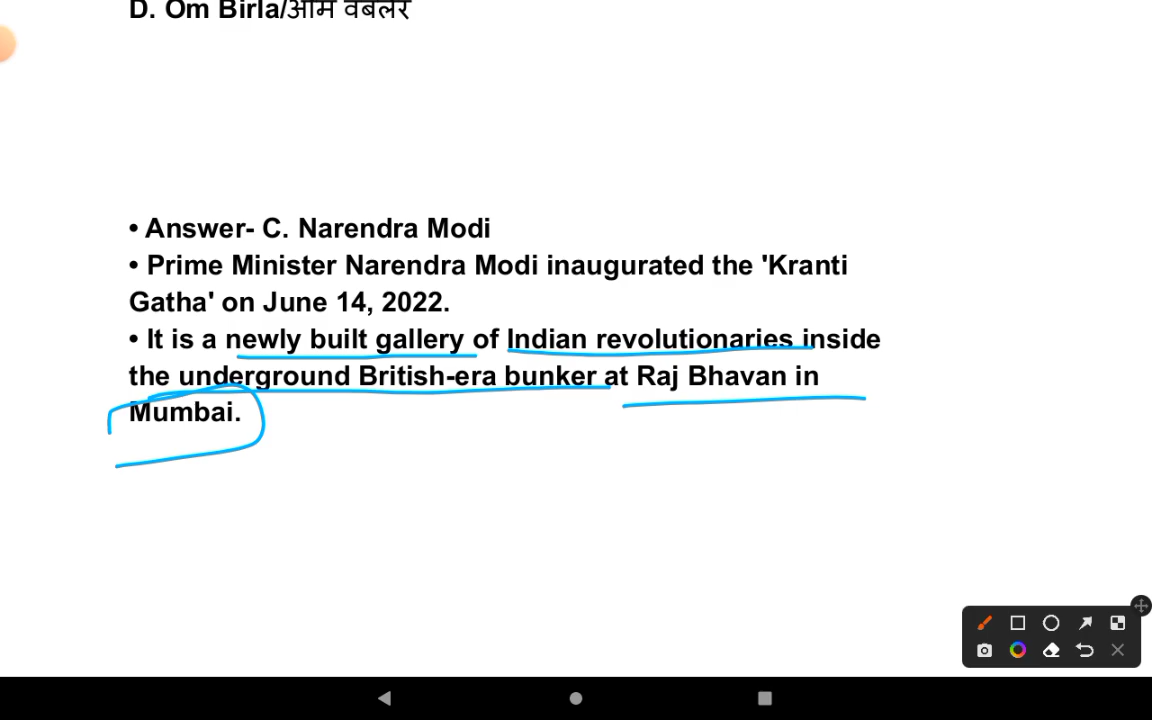 D. Om Birla/ओम
• Answer- C. Narendra Modi
• Prime Minister Narendra Modi inaugurated the 'Kranti
Gatha' on June 14, 2022.
• It is a newly built gallery of Indian revolutionaries inside
the underground British-era bunker at Raj Bhavan in
Mumbai.